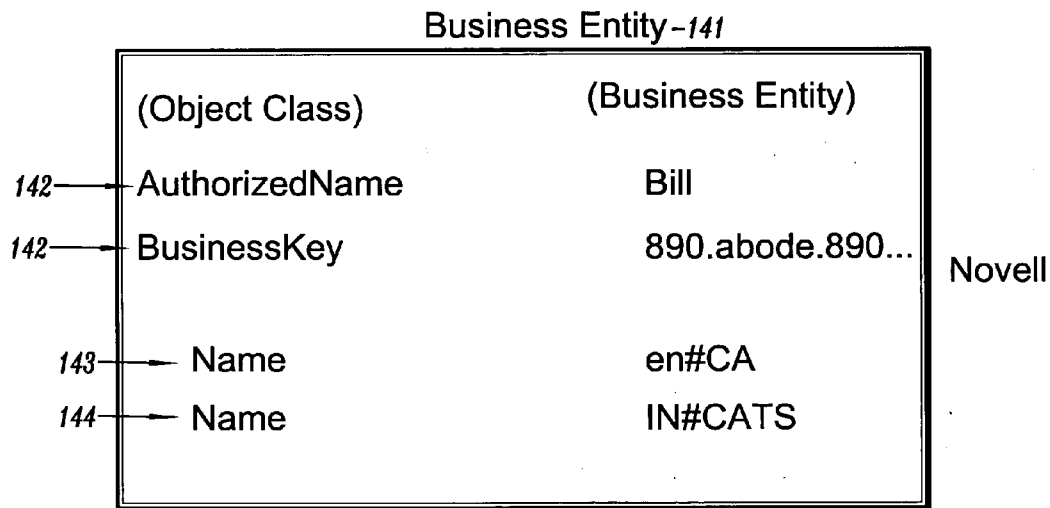 Business Entity-141
(Object Class) (Business Entity)
142 AuthorizedName Bill
142 BusinessKey 890.abode.890...
Novell
143 Name en#CA
144 Name IN#CATS